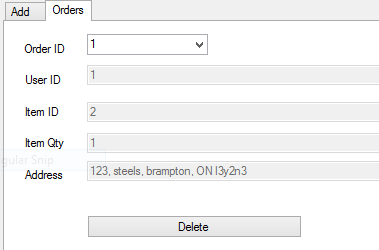 Add Orders
Order ID 1
User ID 1
Item ID 2
Item Qty 1
gular Snip
Address 123, steels, brampton, ON l3y2n3
Delete